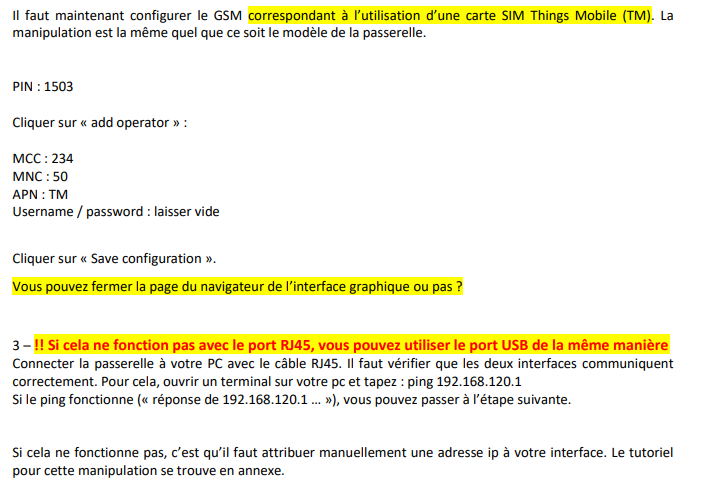 Il faut maintenant configurer le GSM correspondant à l’utilisation d’une carte SIM Things Mobile (TM). La
manipulation est la même quel que ce soit le modèle de la passerelle.
PIN : 1503
Cliquer sur « add operator » :
MCC : 234
MNC : 50
APN : TM
Username / password : laisser vide
Cliquer sur « Save configuration ».
Vous pouvez fermer la page du navigateur de l’interface graphique ou pas ?
3 – !! Si cela ne fonction pas avec le port RJ45, vous pouvez utiliser le port USB de la même manière
Connecter la passerelle à votre PC avec le câble RJ45. Il faut vérifier que les deux interfaces communiquent
correctement. Pour cela, ouvrir un terminal sur votre pc et tapez : ping 192.168.120.1
Si le ping fonctionne (« réponse de 192.168.120.1 ... »), vous pouvez passer à l’étape suivante.
Si cela ne fonctionne pas, c’est qu’il faut attribuer manuellement une adresse ip à votre interface. Le tutoriel
pour cette manipulation se trouve en annexe.